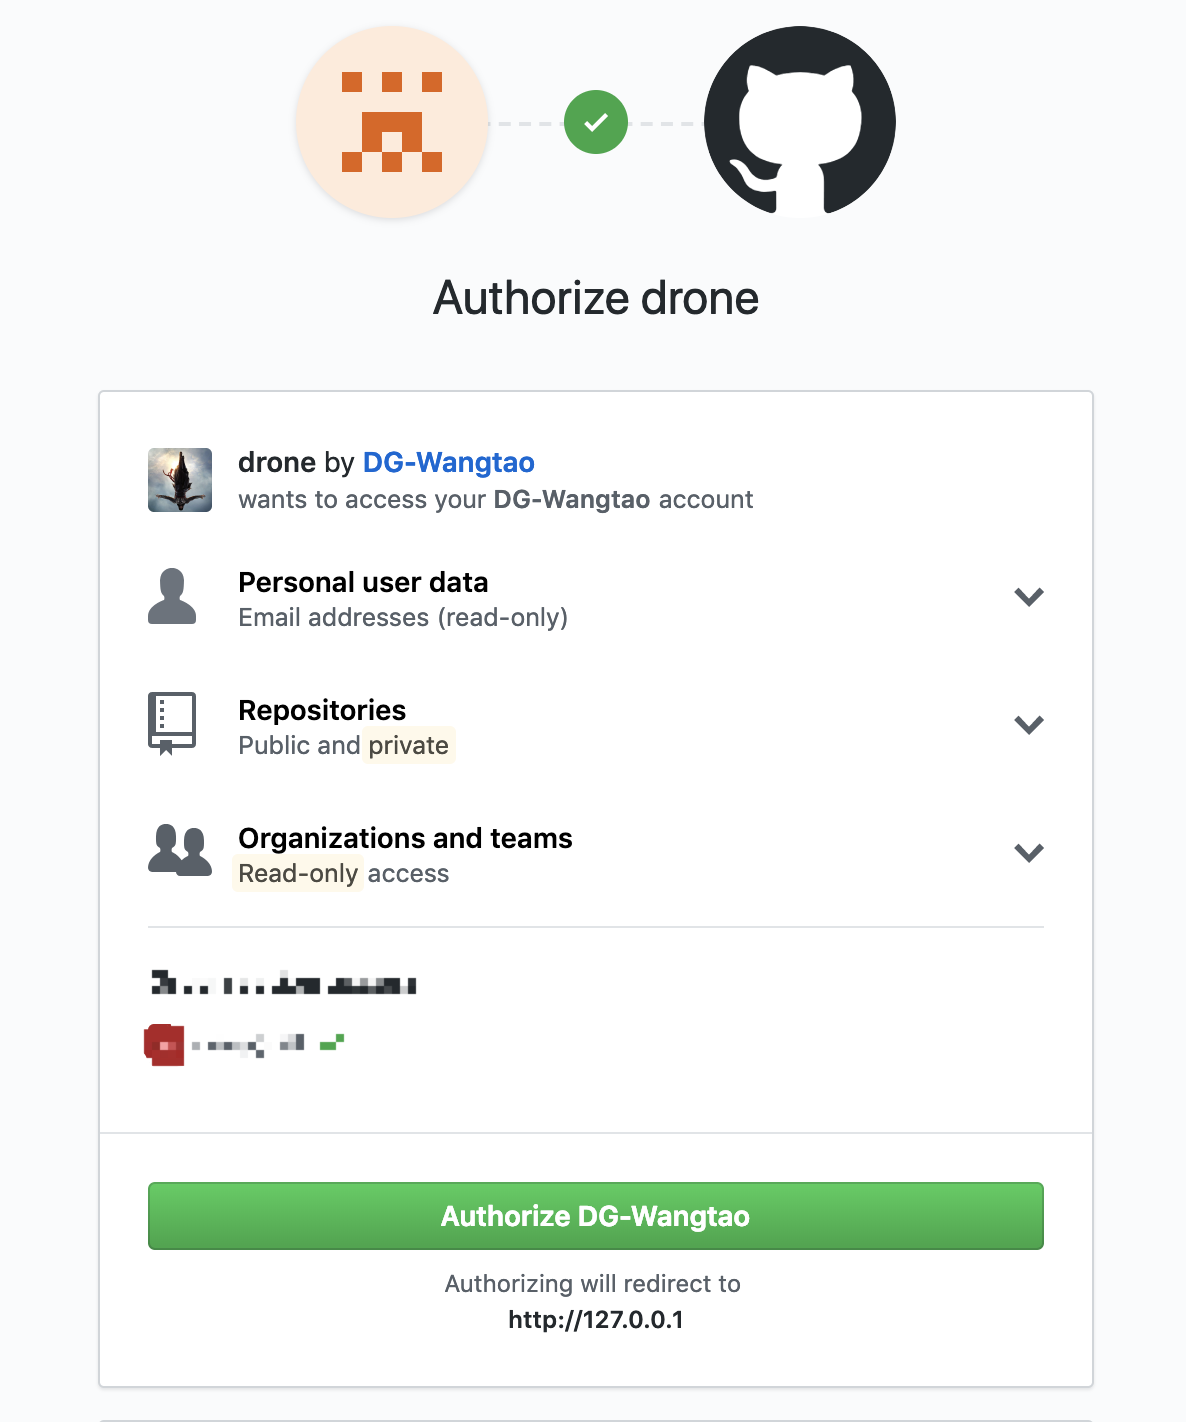 Authorize drone
drone by DG-Wangtao
wants to access your DG-Wangtao account
Personal user data
Email addresses (read-only)
Repositories
Public and private
Organizations and teams
Read-only access
Authorize DG-Wangtao
Authorizing will redirect to
http://127.0.0.1